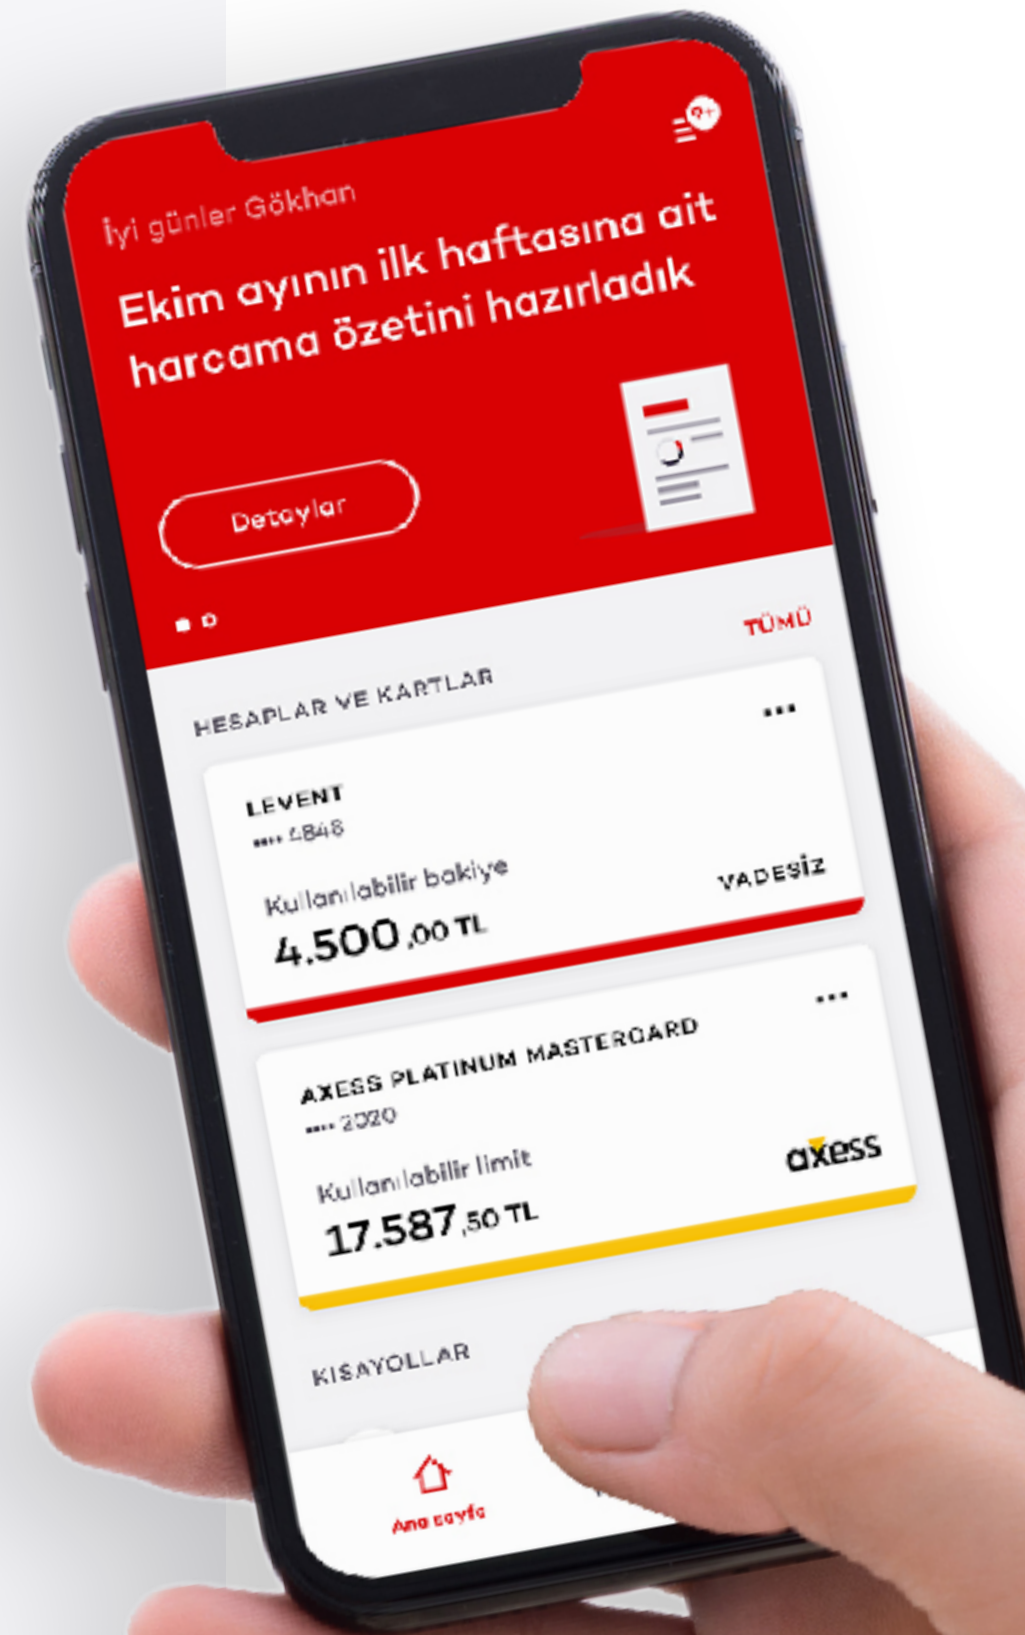 9+
İyi günler Gökhan
Ekim ayının ilk haftasına ait
harcama özetini hazırladık
Detaylar
HESAPLAR VE KARTLAR
TÜMÜ
LEVENT
•••• 4848
Kullanılabilir bakiye
4.500,00 TL
VADESİZ
AXESS PLATINUM MASTERCARD
•••• 2020
Kullanılabilir limit
17.587,50 TL
axess
KISAYOLLAR
Ana sayfa